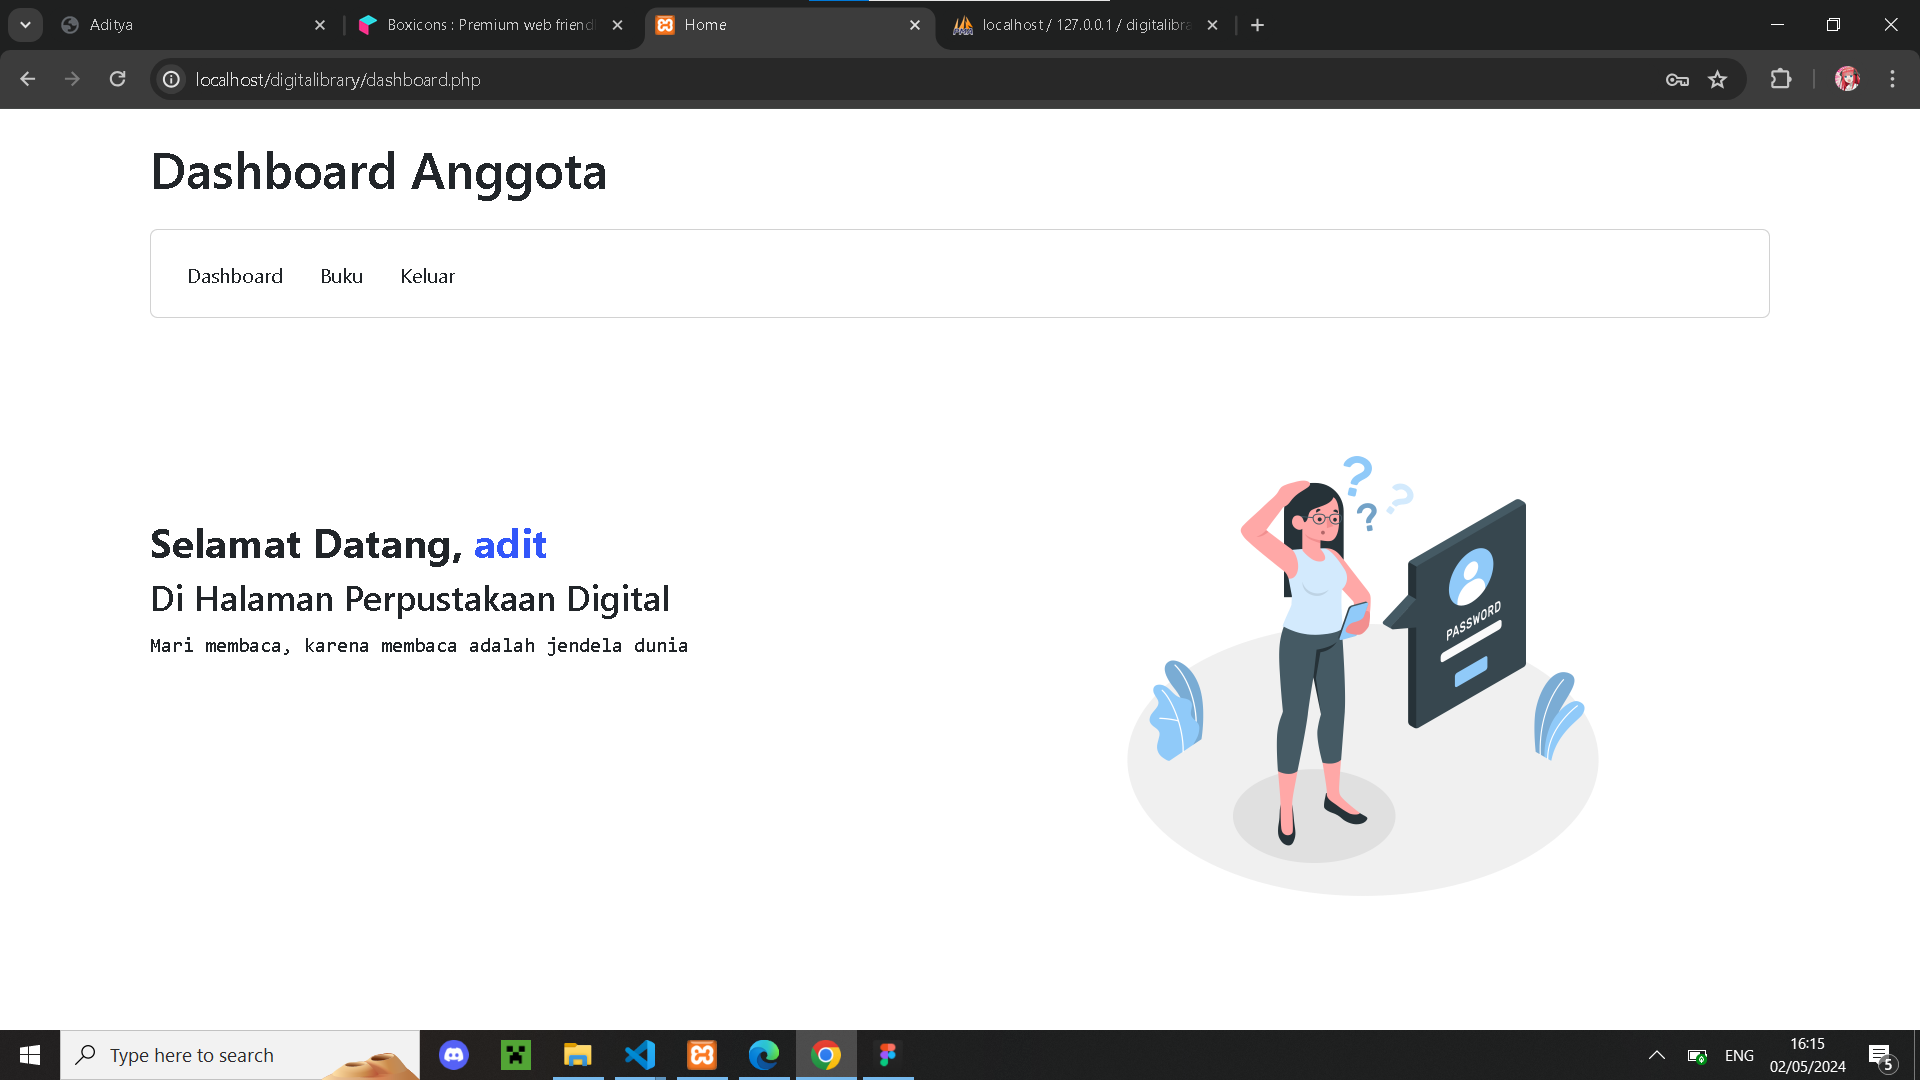 Aditya
Boxicons : Premium web friend
Home
localhost / 127.0.0.1 / digitalibra
localhost/digitalibrary/dashboard.php
Dashboard Anggota
Dashboard Buku Keluar
Selamat Datang, adit
Di Halaman Perpustakaan Digital
Mari membaca, karena membaca adalah jendela dunia
? ? ?
PASSWORD
Type here to search
ENG
16:15
02/05/2024
5